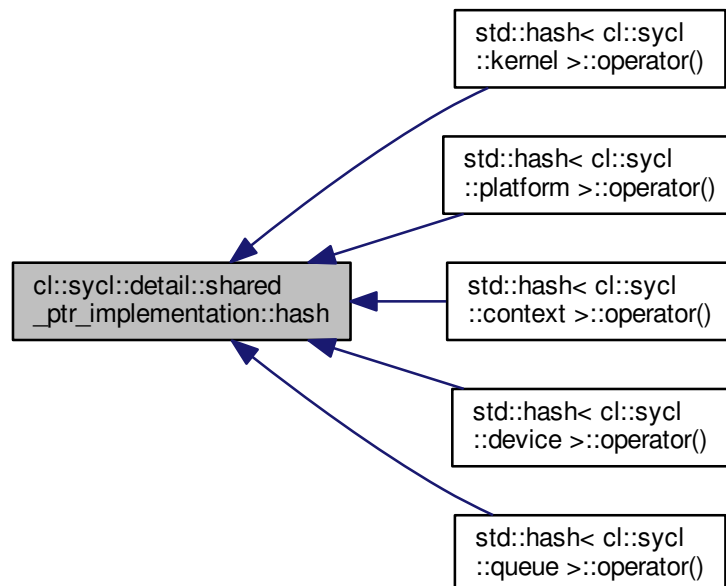 std::hash< cl::sycl
::kernel >::operator()
std::hash< cl::sycl
::platform >::operator()
cl::sycl::detail::shared
_ptr_implementation::hash
std::hash< cl::sycl
::context >::operator()
std::hash< cl::sycl
::device >::operator()
std::hash< cl::sycl
::queue >::operator()